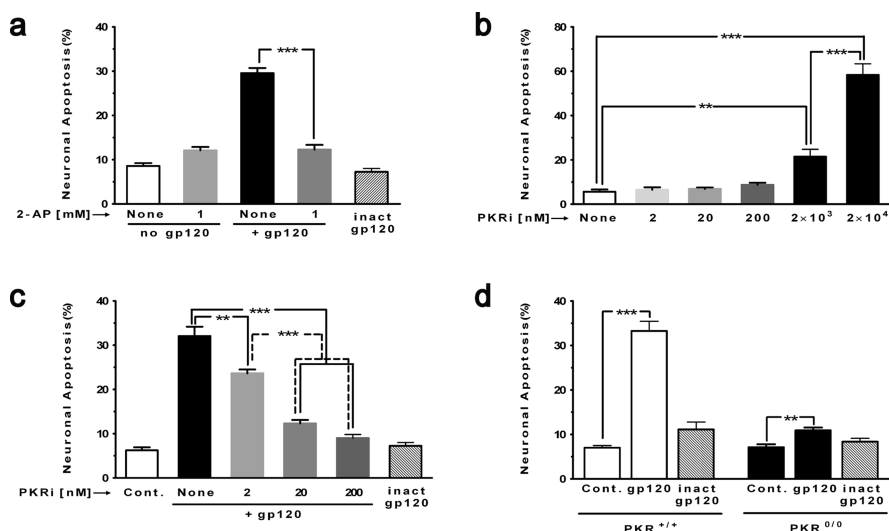 a
Neuronal Apoptosis(%)
40
30
20
10
0
***
2-AP [mM]→ None 1 None 1 inact
gp120
no gp120 + gp120
b
Neuronal Apoptosis(%)
80
60
40
20
0
***
***
**
PKRi [nM]→ None 2 20 200 2×10³ 2×10⁴
c
Neuronal Apoptosis(%)
40
30
20
10
0
***
**
***
PKRi [nM]→ Cont. None 2 20 200 inact
gp120
+ gp120
d
Neuronal Apoptosis(%)
40
30
20
10
0
***
**
Cont. gp120 inact Cont. gp120 inact
gp120 gp120
PKR +/+ PKR 0/0